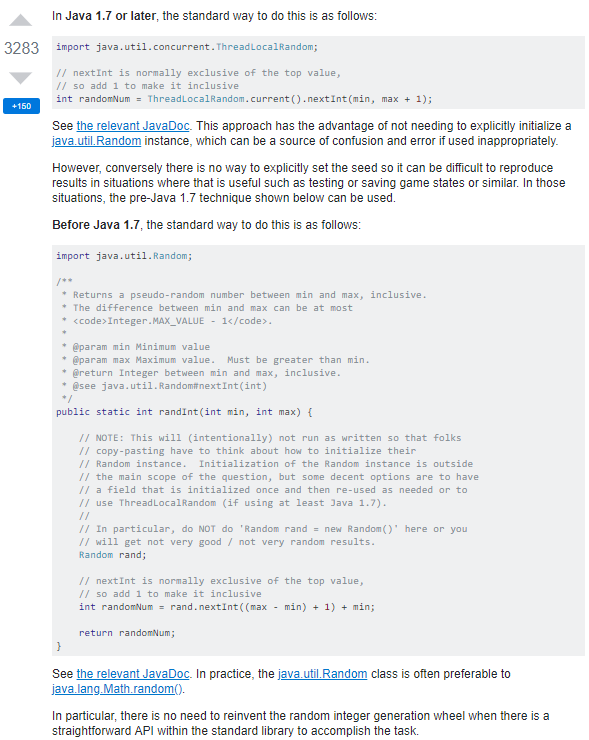 In Java 1.7 or later, the standard way to do this is as follows:
3283
import java.util.concurrent.ThreadLocalRandom;
// nextInt is normally exclusive of the top value,
// so add 1 to make it inclusive
+150
int randomNum = ThreadLocalRandom.current().nextInt(min, max + 1);
See the relevant JavaDoc. This approach has the advantage of not needing to explicitly initialize a
java.util.Random instance, which can be a source of confusion and error if used inappropriately.
However, conversely there is no way to explicitly set the seed so it can be difficult to reproduce
results in situations where that is useful such as testing or saving game states or similar. In those
situations, the pre-Java 1.7 technique shown below can be used.
Before Java 1.7, the standard way to do this is as follows:
import java.util.Random;
/**
 * Returns a pseudo-random number between min and max, inclusive.
 * The difference between min and max can be at most
 * <code>Integer.MAX_VALUE - 1</code>.
 *
 * @param min Minimum value
 * @param max Maximum value.  Must be greater than min.
 * @return Integer between min and max, inclusive.
 * @see java.util.Random#nextInt(int)
 */
public static int randInt(int min, int max) {
    // NOTE: This will (intentionally) not run as written so that folks
    // copy-pasting have to think about how to initialize their
    // Random instance.  Initialization of the Random instance is outside
    // the main scope of the question, but some decent options are to have
    // a field that is initialized once and then re-used as needed or to
    // use ThreadLocalRandom (if using at least Java 1.7).
    //
    // In particular, do NOT do 'Random rand = new Random()' here or you
    // will get not very good / not very random results.
    Random rand;
    // nextInt is normally exclusive of the top value,
    // so add 1 to make it inclusive
    int randomNum = rand.nextInt((max - min) + 1) + min;
    return randomNum;
}
See the relevant JavaDoc. In practice, the java.util.Random class is often preferable to
java.lang.Math.random().
In particular, there is no need to reinvent the random integer generation wheel when there is a
straightforward API within the standard library to accomplish the task.